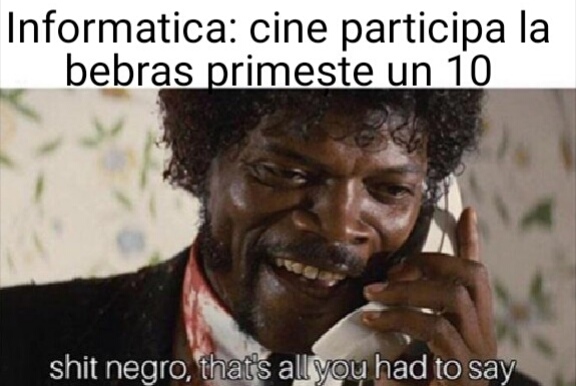 Informatica: cine participa la
bebras primeste un 10
shit negro, that's all you had to say